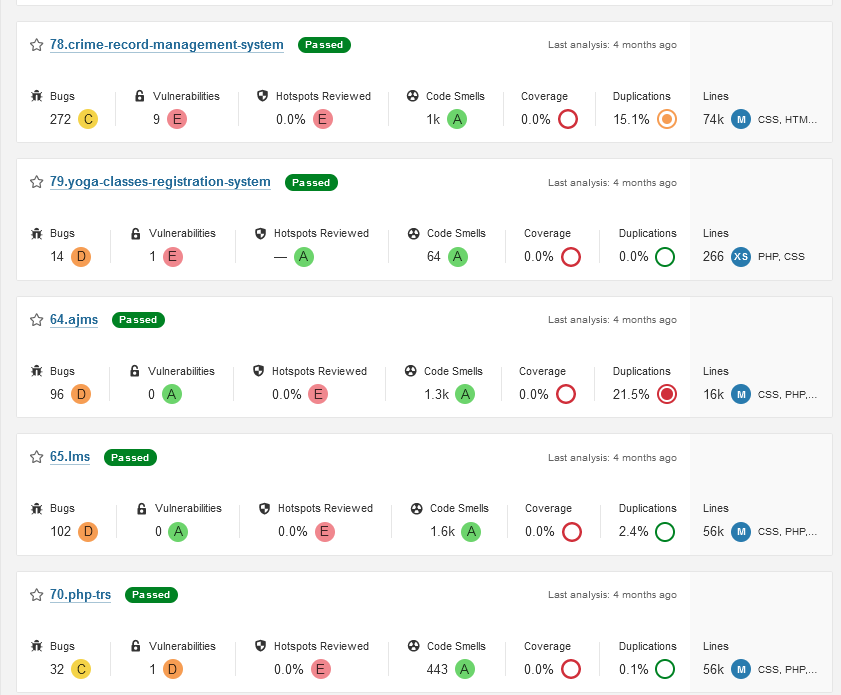 78.crime-record-management-system Passed Last analysis: 4 months ago
Bugs Vulnerabilities Hotspots Reviewed Code Smells Coverage Duplications Lines
272 C 9 E 0.0% E 1k A 0.0% 15.1% 74k M CSS, HTM...
79.yoga-classes-registration-system Passed Last analysis: 4 months ago
Bugs Vulnerabilities Hotspots Reviewed Code Smells Coverage Duplications Lines
14 D 1 E — A 64 A 0.0% 0.0% 266 XS PHP, CSS
64.ajms Passed Last analysis: 4 months ago
Bugs Vulnerabilities Hotspots Reviewed Code Smells Coverage Duplications Lines
96 D 0 A 0.0% E 1.3k A 0.0% 21.5% 16k M CSS, PHP,...
65.lms Passed Last analysis: 4 months ago
Bugs Vulnerabilities Hotspots Reviewed Code Smells Coverage Duplications Lines
102 D 0 A 0.0% E 1.6k A 0.0% 2.4% 56k M CSS, PHP,...
70.php-trs Passed Last analysis: 4 months ago
Bugs Vulnerabilities Hotspots Reviewed Code Smells Coverage Duplications Lines
32 C 1 D 0.0% E 443 A 0.0% 0.1% 56k M CSS, PHP,...